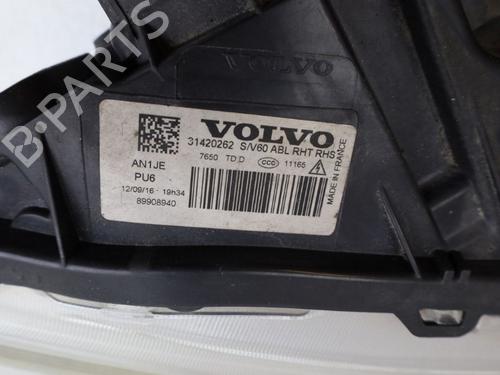 VOLVO
VOLVO
31420262 S/V60 ABL RHT RHS
7650 TD D CCC 11165
AN1JE
PU6
12/09/16 - 19h34
89908940
MADE IN FRANCE
B-PARTS